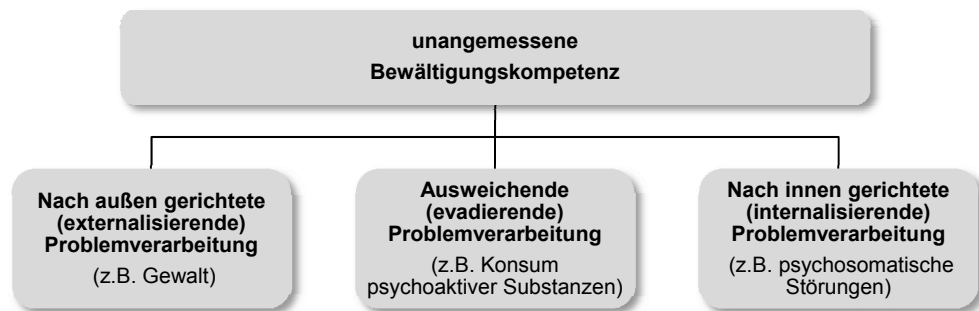 unangemessene
Bewältigungskompetenz
Nach außen gerichtete
(externalisierende)
Problemverarbeitung
(z.B. Gewalt)
Ausweichende
(evadierende)
Problemverarbeitung
(z.B. Konsum
psychoaktiver Substanzen)
Nach innen gerichtete
(internalisierende)
Problemverarbeitung
(z.B. psychosomatische
Störungen)